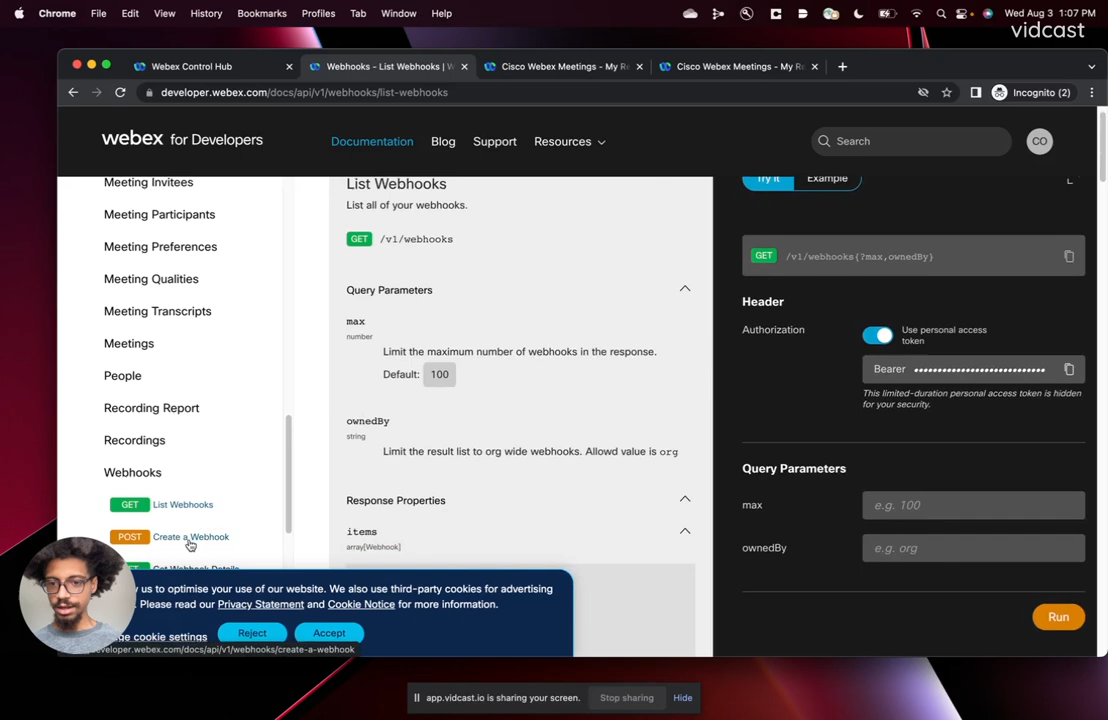 Chrome File Edit View History Bookmarks Profiles Tab Window Help Wed Aug 3 1:07 PM
vidcast
Webex Control Hub
Webhooks - List Webhooks | W
Cisco Webex Meetings - My Re
Cisco Webex Meetings - My Re
developer.webex.com/docs/api/v1/webhooks/list-webhooks
Incognito (2)
webex for Developers
Documentation
Blog
Support
Resources
Search
CO
Meeting Invitees
Meeting Participants
Meeting Preferences
Meeting Qualities
Meeting Transcripts
Meetings
People
Recording Report
Recordings
Webhooks
GET List Webhooks
POST Create a Webhook
GET Get Webhook Details
List Webhooks
List all of your webhooks.
GET /v1/webhooks
Query Parameters
max
number
Limit the maximum number of webhooks in the response.
Default: 100
ownedBy
string
Limit the result list to org wide webhooks. Allowd value is org
Response Properties
items
array[Webhook]
Try it
Example
GET /v1/webhooks{?max,ownedBy}
Header
Authorization
Use personal access
token
Bearer ••••••••••••••••••••••••••••
This limited-duration personal access token is hidden
for your security.
Query Parameters
max
e.g. 100
ownedBy
e.g. org
Run
us to optimise your use of our website. We also use third-party cookies for advertising
Please read our Privacy Statement and Cookie Notice for more information.
cookie settings
Reject
Accept
developer.webex.com/docs/api/v1/webhooks/create-a-webhook
app.vidcast.io is sharing your screen.
Stop sharing
Hide